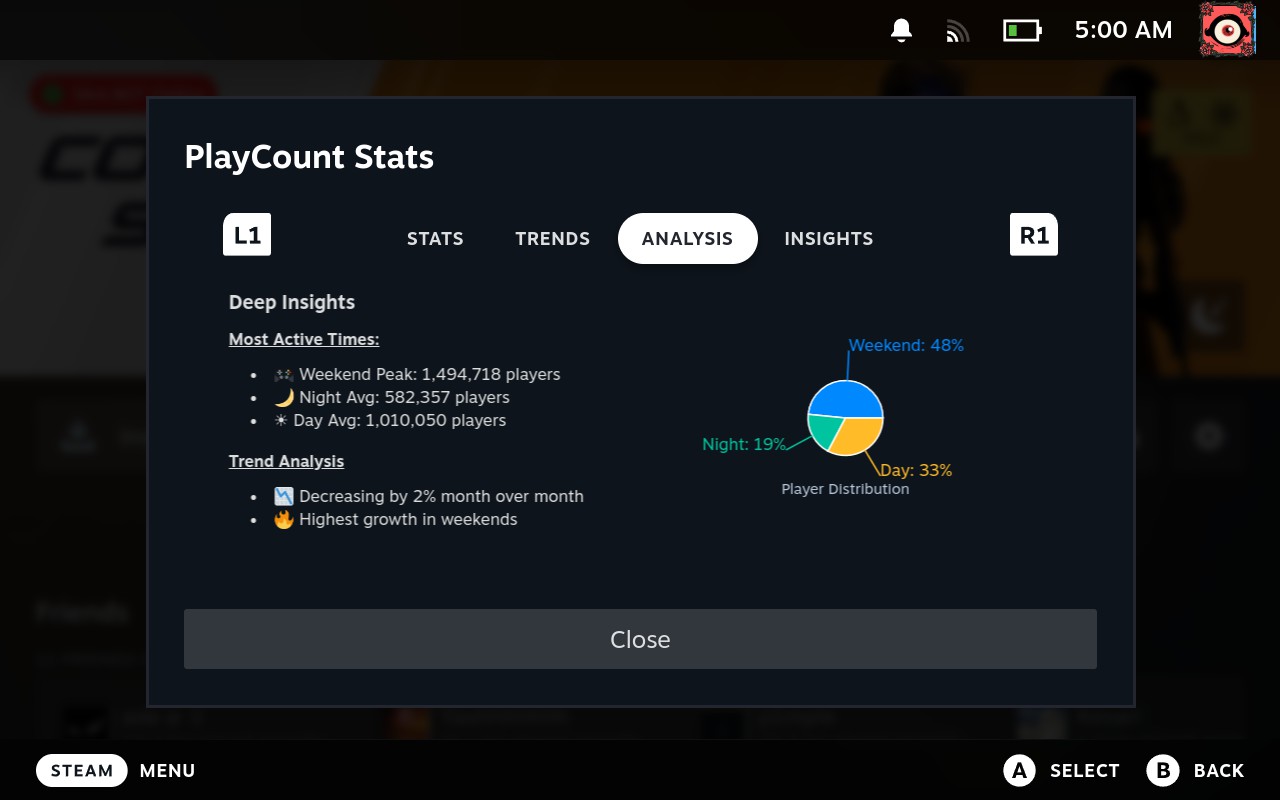 5:00 AM
PlayCount Stats
L1
STATS
TRENDS
ANALYSIS
INSIGHTS
R1
Deep Insights
Most Active Times:
• 🎮 Weekend Peak: 1,494,718 players
• 🌙 Night Avg: 582,357 players
• ☀ Day Avg: 1,010,050 players
Trend Analysis
• 📉 Decreasing by 2% month over month
• 🔥 Highest growth in weekends
Weekend: 48%
Night: 19%
Day: 33%
Player Distribution
Close
Friends
STEAM MENU
A SELECT
B BACK